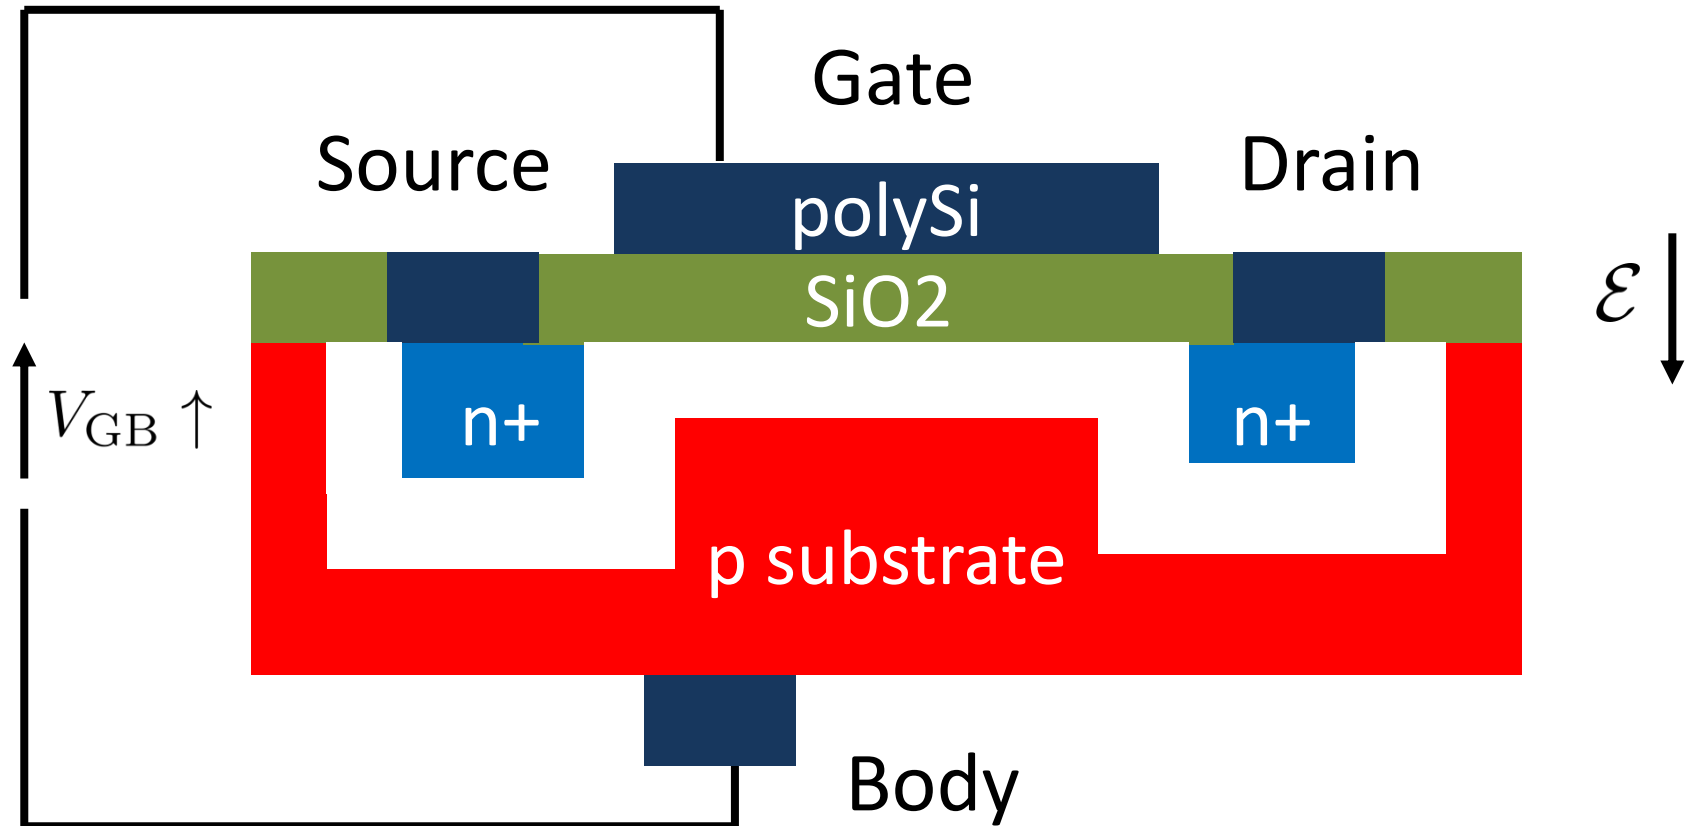 Gate
Source
Drain
polySi
SiO2
ℰ
V_GB ↑
n+
n+
p substrate
Body